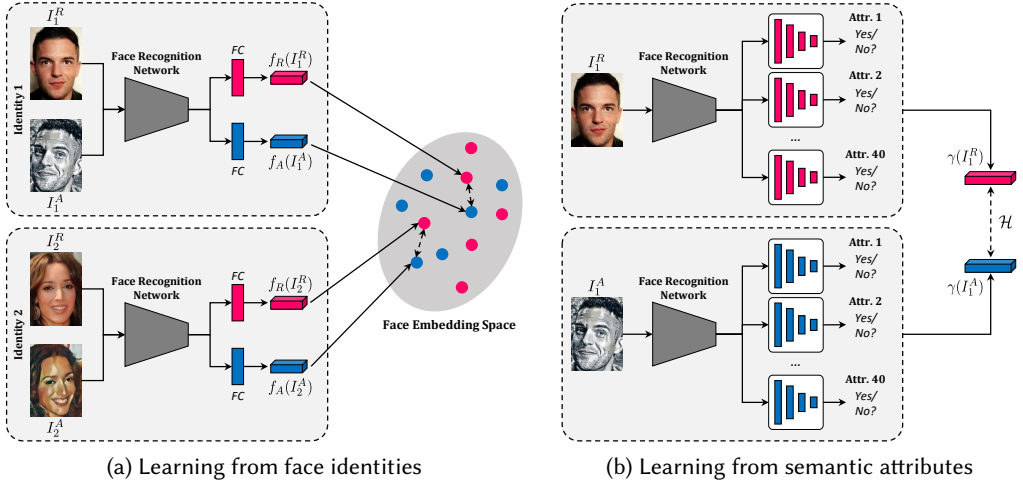 I_1^R
Identity 1
I_1^A
Face Recognition
Network
FC
f_R(I_1^R)
FC
f_A(I_1^A)
I_2^R
Identity 2
I_2^A
Face Recognition
Network
FC
f_R(I_2^R)
FC
f_A(I_2^A)
Face Embedding Space
(a) Learning from face identities
I_1^R
Face Recognition
Network
Attr. 1
Yes/
No?
Attr. 2
Yes/
No?
...
Attr. 40
Yes/
No?
γ(I_1^R)
ℋ
γ(I_1^A)
I_1^A
Face Recognition
Network
Attr. 1
Yes/
No?
Attr. 2
Yes/
No?
...
Attr. 40
Yes/
No?
(b) Learning from semantic attributes